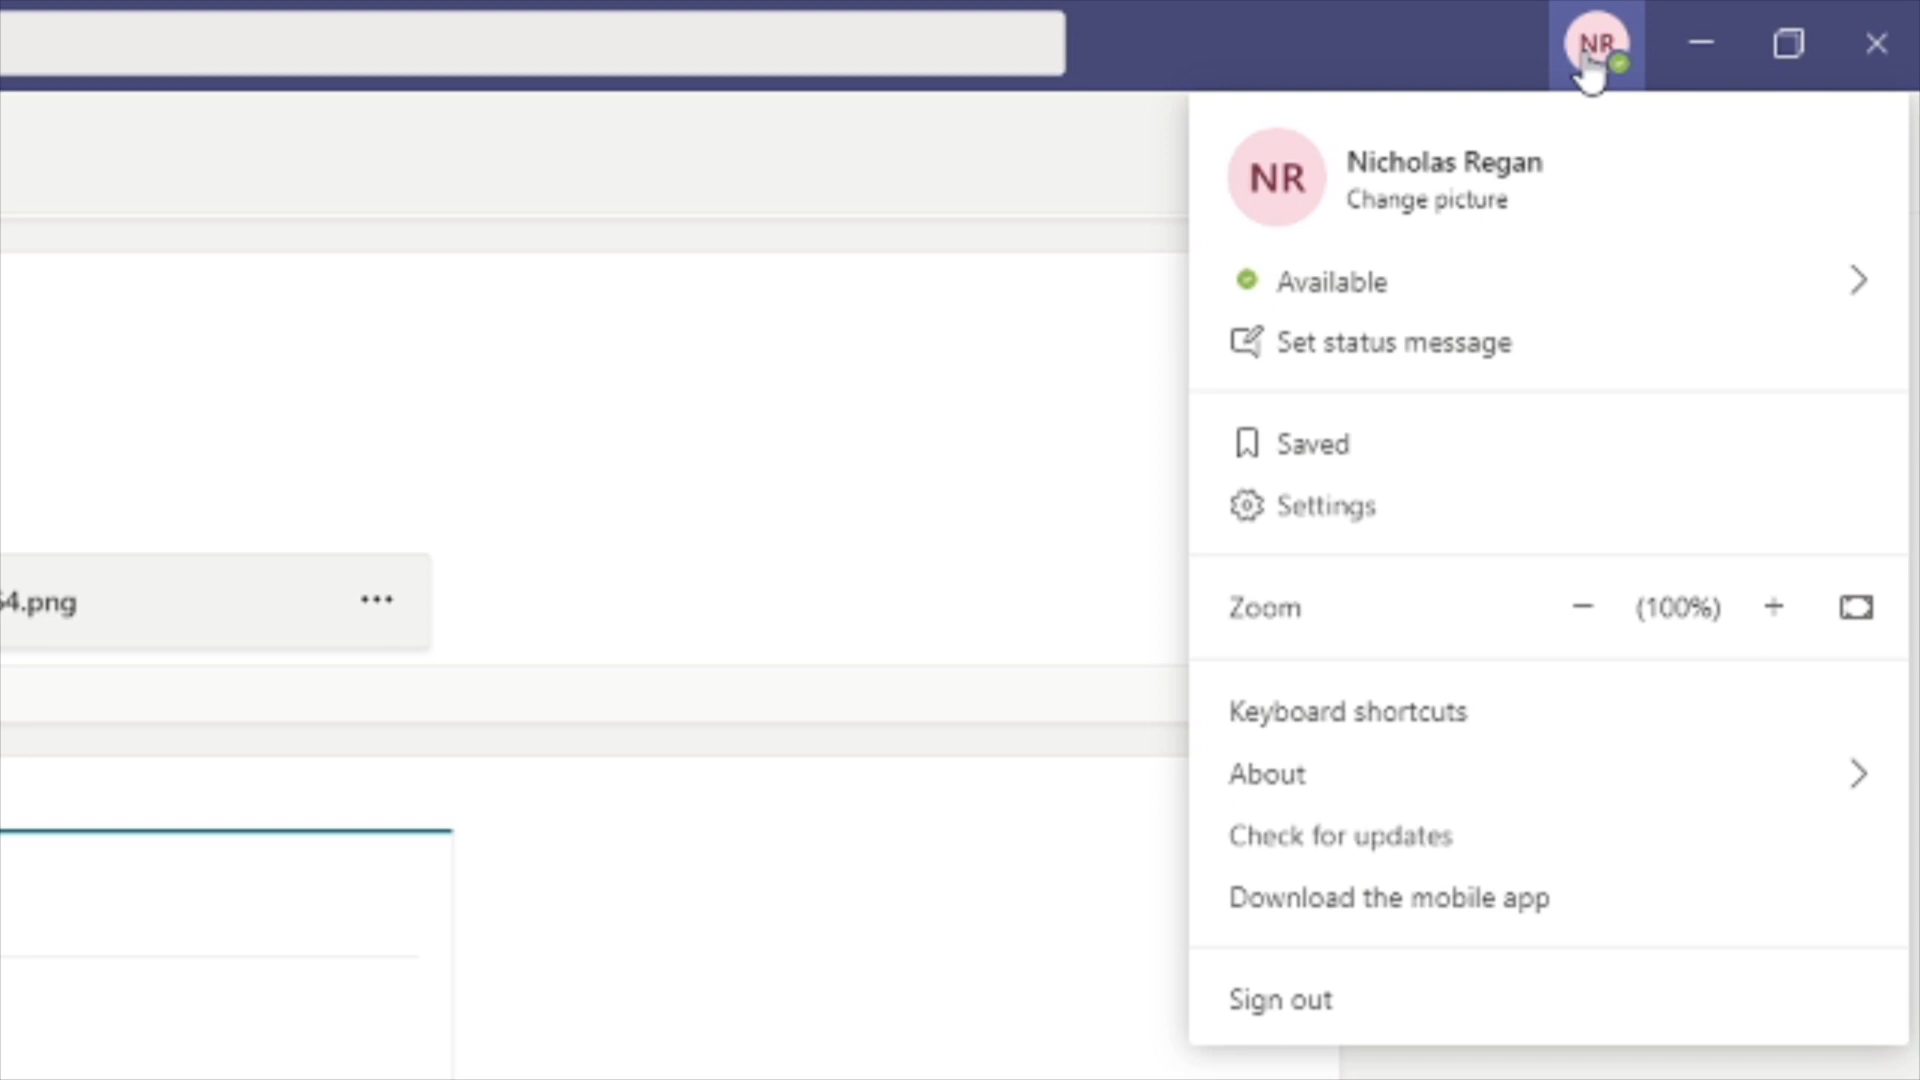 NR
NR
Nicholas Regan
Change picture
Available
Set status message
Saved
Settings
4.png
Zoom
(100%)
Keyboard shortcuts
About
Check for updates
Download the mobile app
Sign out